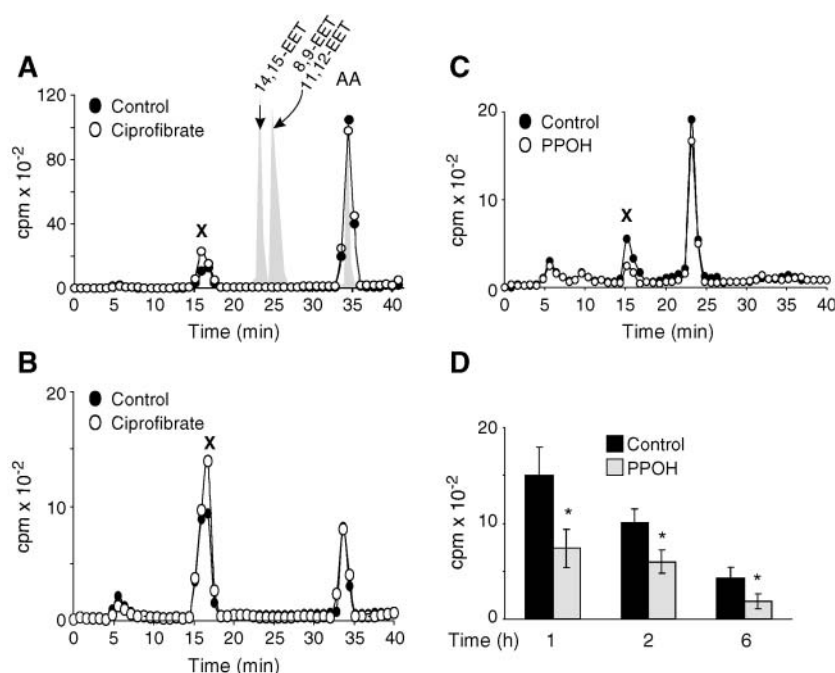 A
Control
Ciprofibrate
14,15-EET
8,9-EET
11,12-EET
AA
X
120
80
40
0
cpm x 10-2
0 5 10 15 20 25 30 35 40
Time (min)
B
Control
Ciprofibrate
X
20
10
0
cpm x 10-2
0 5 10 15 20 25 30 35 40
Time (min)
C
Control
PPOH
X
20
10
0
cpm x 10-2
0 5 10 15 20 25 30 35 40
Time (min)
D
Control
PPOH
20
10
0
cpm x 10-2
* * *
Time (h) 1 2 6